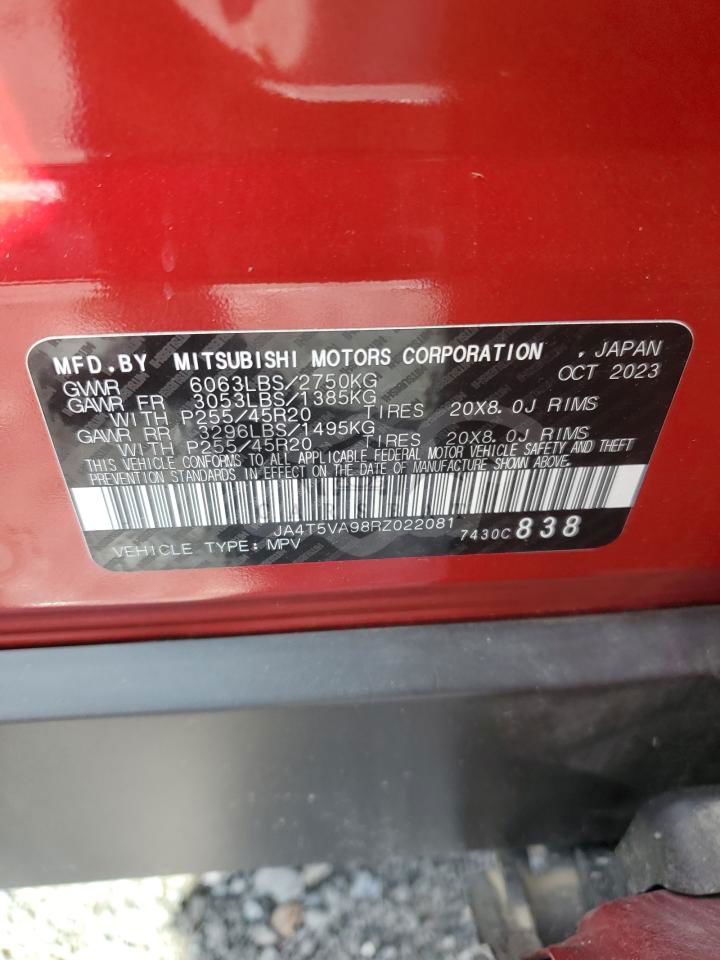 MFD.BY MITSUBISHI MOTORS CORPORATION , JAPAN
GWWR 6063LBS/2750KG OCT 2023
GAWR FR 3053LBS/1385KG
WITH P255/45R20 TIRES 20X8.0J RIMS
GAWR RR 3296LBS/1495KG
WITH P255/45R20 TIRES 20X8.0J RIMS
THIS VEHICLE CONFORMS TO ALL APPLICABLE FEDERAL MOTOR VEHICLE SAFETY AND THEFT
PREVENTION STANDARDS IN EFFECT ON THE DATE OF MANUFACTURE SHOWN ABOVE.
JA4T5VA98RZ022081 7430C 838
VEHICLE TYPE: MPV